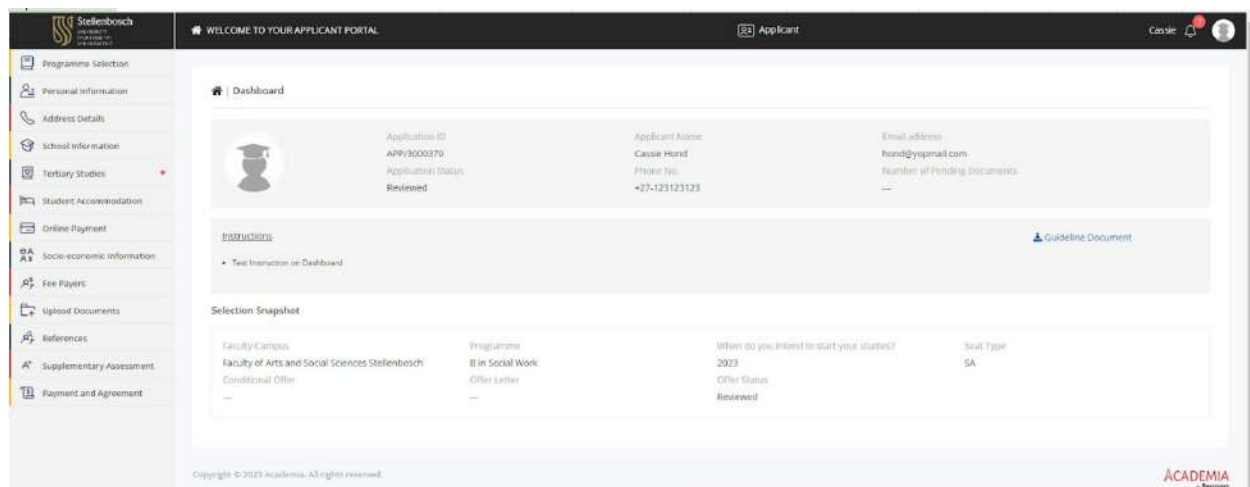 Stellenbosch
UNIVERSITY
WELCOME TO YOUR APPLICANT PORTAL
Applicant
Cassie
Programme Selection
Personal Information
Address Details
School Information
Tertiary Studies *
Student Accommodation
Online Payment
Socio-economic Information
Fee Payers
Upload Documents
References
Supplementary Assessment
Payment and Agreement
| Dashboard
Application ID
APP/3000370
Application Status
Reviewed
Applicant Name
Cassie Hond
Phone No.
+27-123123123
Email address
hond@yopmail.com
Number of Pending Documents
---
Instructions
Guideline Document
• Test Instruction on Dashboard
Selection Snapshot
Faculty-Campus
Faculty of Arts and Social Sciences Stellenbosch
Conditional Offer
---
Programme
B in Social Work
Offer Letter
---
When do you intend to start your studies?
2023
Offer Status
Reviewed
Seat Type
SA
Copyright © 2023 Academia. All rights reserved.
ACADEMIA